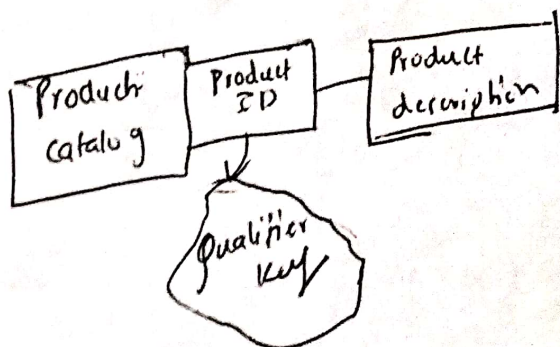 Product
catalog
Product
ID
Product
description
Qualifier
Key